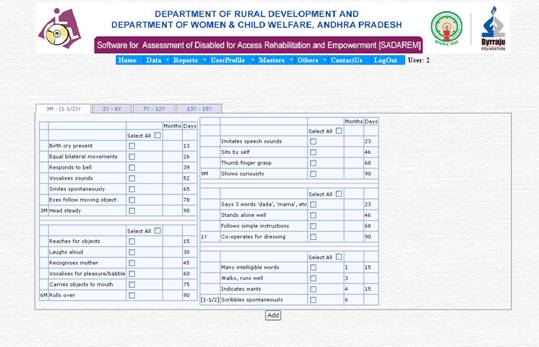 DEPARTMENT OF RURAL DEVELOPMENT AND
DEPARTMENT OF WOMEN & CHILD WELFARE, ANDHRA PRADESH
Byrraju
FOUNDATION
Software for Assessment of Disabled for Access Rehabilitation and Empowerment [SADAREM]
Home Data Reports UserProfile Masters Others ContactUs LogOut User: 2
3M - (1-1/2)Y 2Y - 6Y 7Y - 12Y 13Y - 15Y
Months Days
Select All
Birth cry present 13
Equal bilateral movements 26
Responds to bell 39
Vocalises sounds 52
Smiles spontaneously 65
Eyes follow moving object 78
3M Head steady 90
Select All
Reaches for objects 15
Laughs aloud 30
Recognises mother 45
Vocalises for pleasure/babble 60
Carries objects to mouth 75
6M Rolls over 90
Months Days
Select All
Imitates speech sounds 23
Sits by self 46
Thumb finger grasp 68
9M Shows curiousity 90
Select All
Says 3 words 'dada', 'mama', etc 23
Stands alone well 46
Follows simple instructions 68
1Y Co-operates for dressing 90
Select All
Many intelligible words 1 15
Walks, runs well 3
Indicates wants 4 15
[1-1/2] Scribbles spontaneously 6
Add